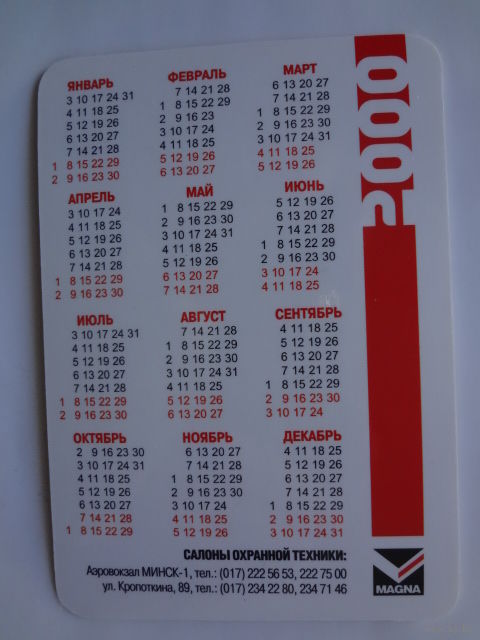 2000
ЯНВАРЬ
3 10 17 24 31
4 11 18 25
5 12 19 26
6 13 20 27
7 14 21 28
1 8 15 22 29
2 9 16 23 30
ФЕВРАЛЬ
7 14 21 28
1 8 15 22 29
2 9 16 23
3 10 17 24
4 11 18 25
5 12 19 26
6 13 20 27
МАРТ
6 13 20 27
7 14 21 28
1 8 15 22 29
2 9 16 23 30
3 10 17 24 31
4 11 18 25
5 12 19 26
АПРЕЛЬ
3 10 17 24
4 11 18 25
5 12 19 26
6 13 20 27
7 14 21 28
1 8 15 22 29
2 9 16 23 30
МАЙ
1 8 15 22 29
2 9 16 23 30
3 10 17 24 31
4 11 18 25
5 12 19 26
6 13 20 27
7 14 21 28
ИЮНЬ
5 12 19 26
6 13 20 27
7 14 21 28
1 8 15 22 29
2 9 16 23 30
3 10 17 24
4 11 18 25
ИЮЛЬ
3 10 17 24 31
4 11 18 25
5 12 19 26
6 13 20 27
7 14 21 28
1 8 15 22 29
2 9 16 23 30
АВГУСТ
7 14 21 28
1 8 15 22 29
2 9 16 23 30
3 10 17 24 31
4 11 18 25
5 12 19 26
6 13 20 27
СЕНТЯБРЬ
4 11 18 25
5 12 19 26
6 13 20 27
7 14 21 28
1 8 15 22 29
2 9 16 23 30
3 10 17 24
ОКТЯБРЬ
2 9 16 23 30
3 10 17 24 31
4 11 18 25
5 12 19 26
6 13 20 27
7 14 21 28
1 8 15 22 29
НОЯБРЬ
6 13 20 27
7 14 21 28
1 8 15 22 29
2 9 16 23 30
3 10 17 24
4 11 18 25
5 12 19 26
ДЕКАБРЬ
4 11 18 25
5 12 19 26
6 13 20 27
7 14 21 28
1 8 15 22 29
2 9 16 23 30
3 10 17 24 31
САЛОНЫ ОХРАННОЙ ТЕХНИКИ:
Аэровокзал МИНСК-1, тел.: (017) 222 56 53, 222 75 00
ул. Кропоткина, 89, тел.: (017) 234 22 80, 234 71 46
MAGNA